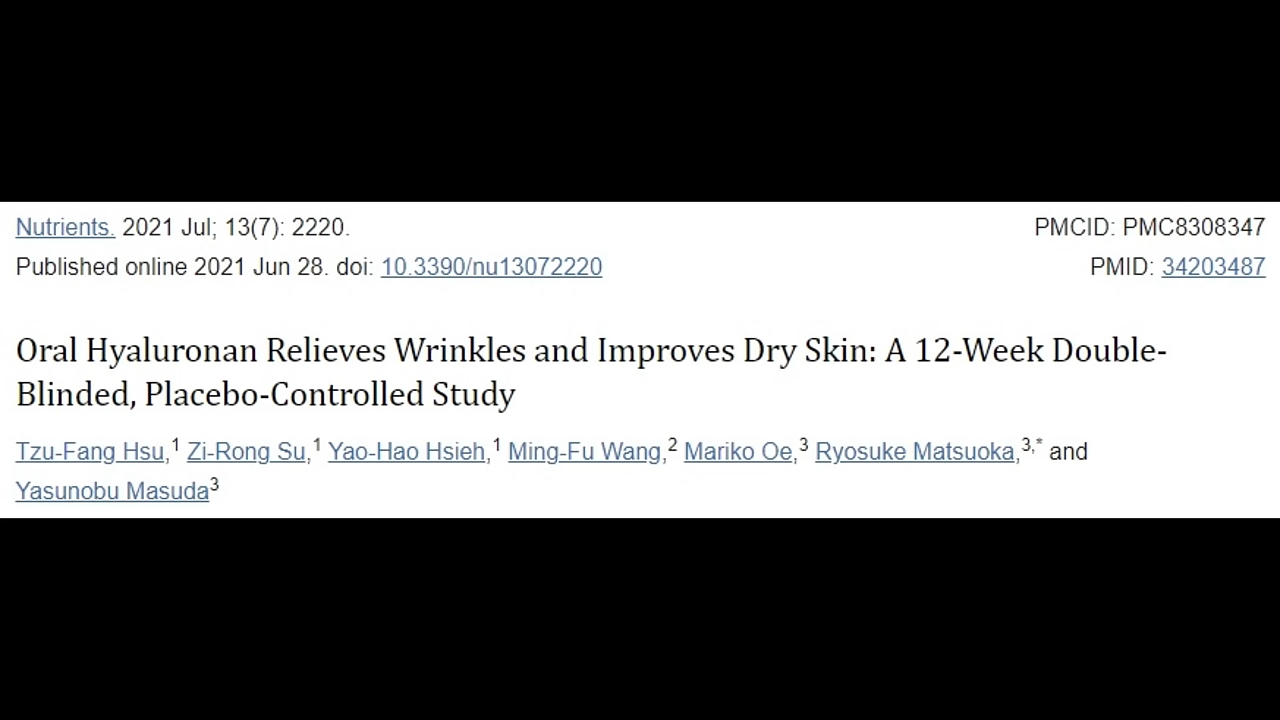 Nutrients. 2021 Jul; 13(7): 2220.
PMCID: PMC8308347
Published online 2021 Jun 28. doi: 10.3390/nu13072220
PMID: 34203487
Oral Hyaluronan Relieves Wrinkles and Improves Dry Skin: A 12-Week Double-
Blinded, Placebo-Controlled Study
Tzu-Fang Hsu,1 Zi-Rong Su,1 Yao-Hao Hsieh,1 Ming-Fu Wang,2 Mariko Oe,3 Ryosuke Matsuoka,3,* and
Yasunobu Masuda3